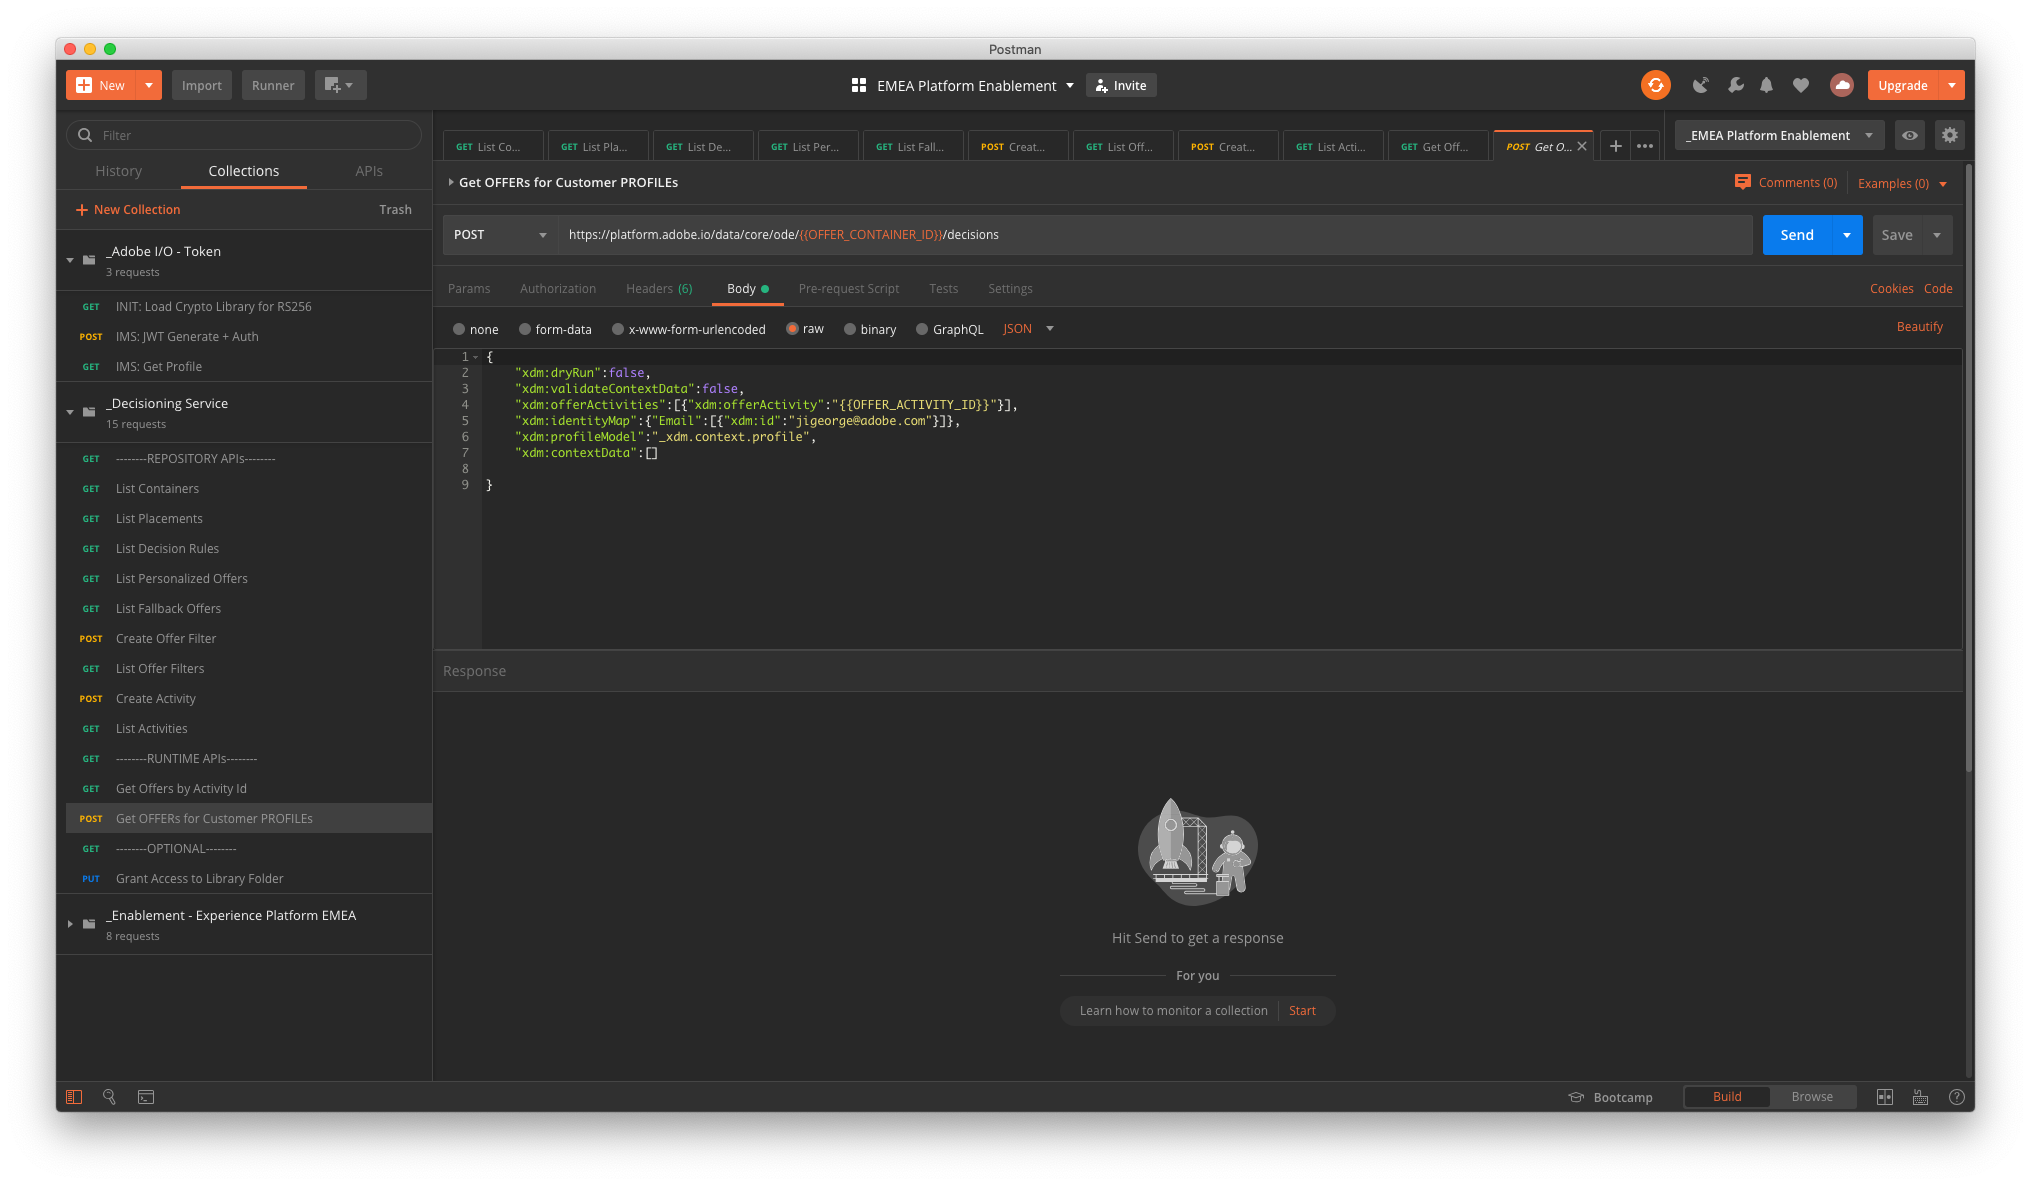 Postman
New
Import
Runner
EMEA Platform Enablement
Invite
Upgrade
Filter
History
Collections
APIs
New Collection
Trash
_Adobe I/O - Token
3 requests
GET INIT: Load Crypto Library for RS256
POST IMS: JWT Generate + Auth
GET IMS: Get Profile
_Decisioning Service
15 requests
GET --------REPOSITORY APIs--------
GET List Containers
GET List Placements
GET List Decision Rules
GET List Personalized Offers
GET List Fallback Offers
POST Create Offer Filter
GET List Offer Filters
POST Create Activity
GET List Activities
GET --------RUNTIME APIs--------
GET Get Offers by Activity Id
POST Get OFFERs for Customer PROFILEs
GET --------OPTIONAL--------
PUT Grant Access to Library Folder
_Enablement - Experience Platform EMEA
8 requests
GET List Co...
GET List Pla...
GET List De...
GET List Per...
GET List Fall...
POST Creat...
GET List Off...
POST Creat...
GET List Acti...
GET Get Off...
POST Get O...
_EMEA Platform Enablement
Get OFFERs for Customer PROFILEs
Comments (0)
Examples (0)
POST
https://platform.adobe.io/data/core/ode/{{OFFER_CONTAINER_ID}}/decisions
Send
Save
Params
Authorization
Headers (6)
Body
Pre-request Script
Tests
Settings
Cookies
Code
none
form-data
x-www-form-urlencoded
raw
binary
GraphQL
JSON
Beautify
1 {
2 "xdm:dryRun":false,
3 "xdm:validateContextData":false,
4 "xdm:offerActivities":[{"xdm:offerActivity":"{{OFFER_ACTIVITY_ID}}"}],
5 "xdm:identityMap":{"Email":[{"xdm:id":"jigeorge@adobe.com"}]},
6 "xdm:profileModel":"_xdm.context.profile",
7 "xdm:contextData":[]
8
9 }
Response
Hit Send to get a response
For you
Learn how to monitor a collection
Start
Bootcamp
Build
Browse